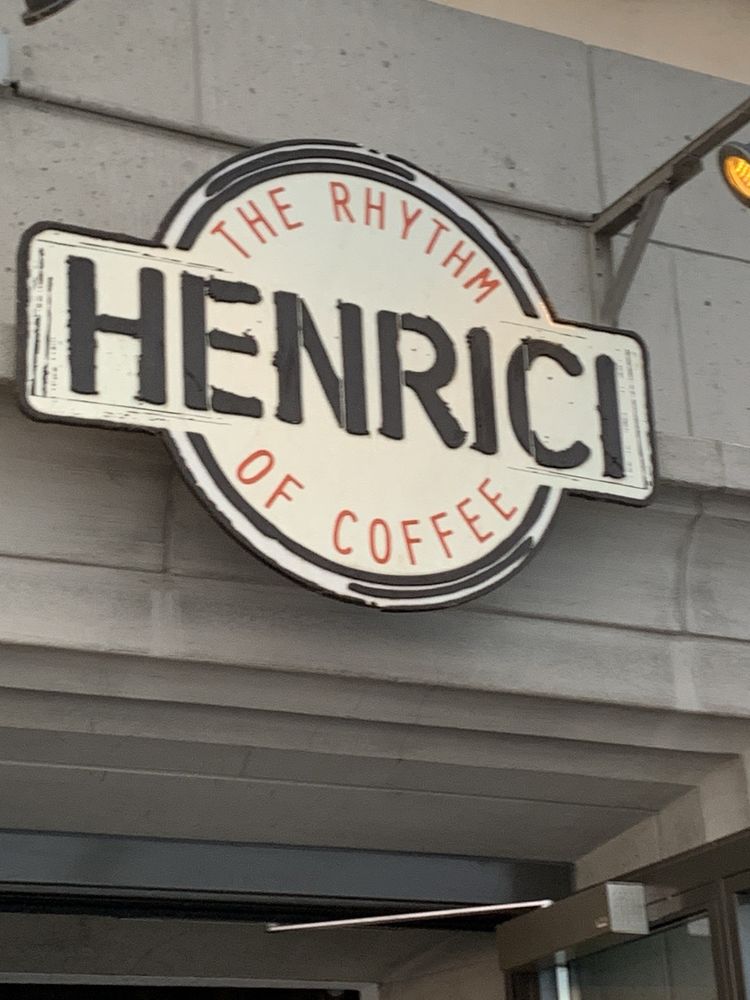 THE RHYTHM
HENRICI
OF COFFEE